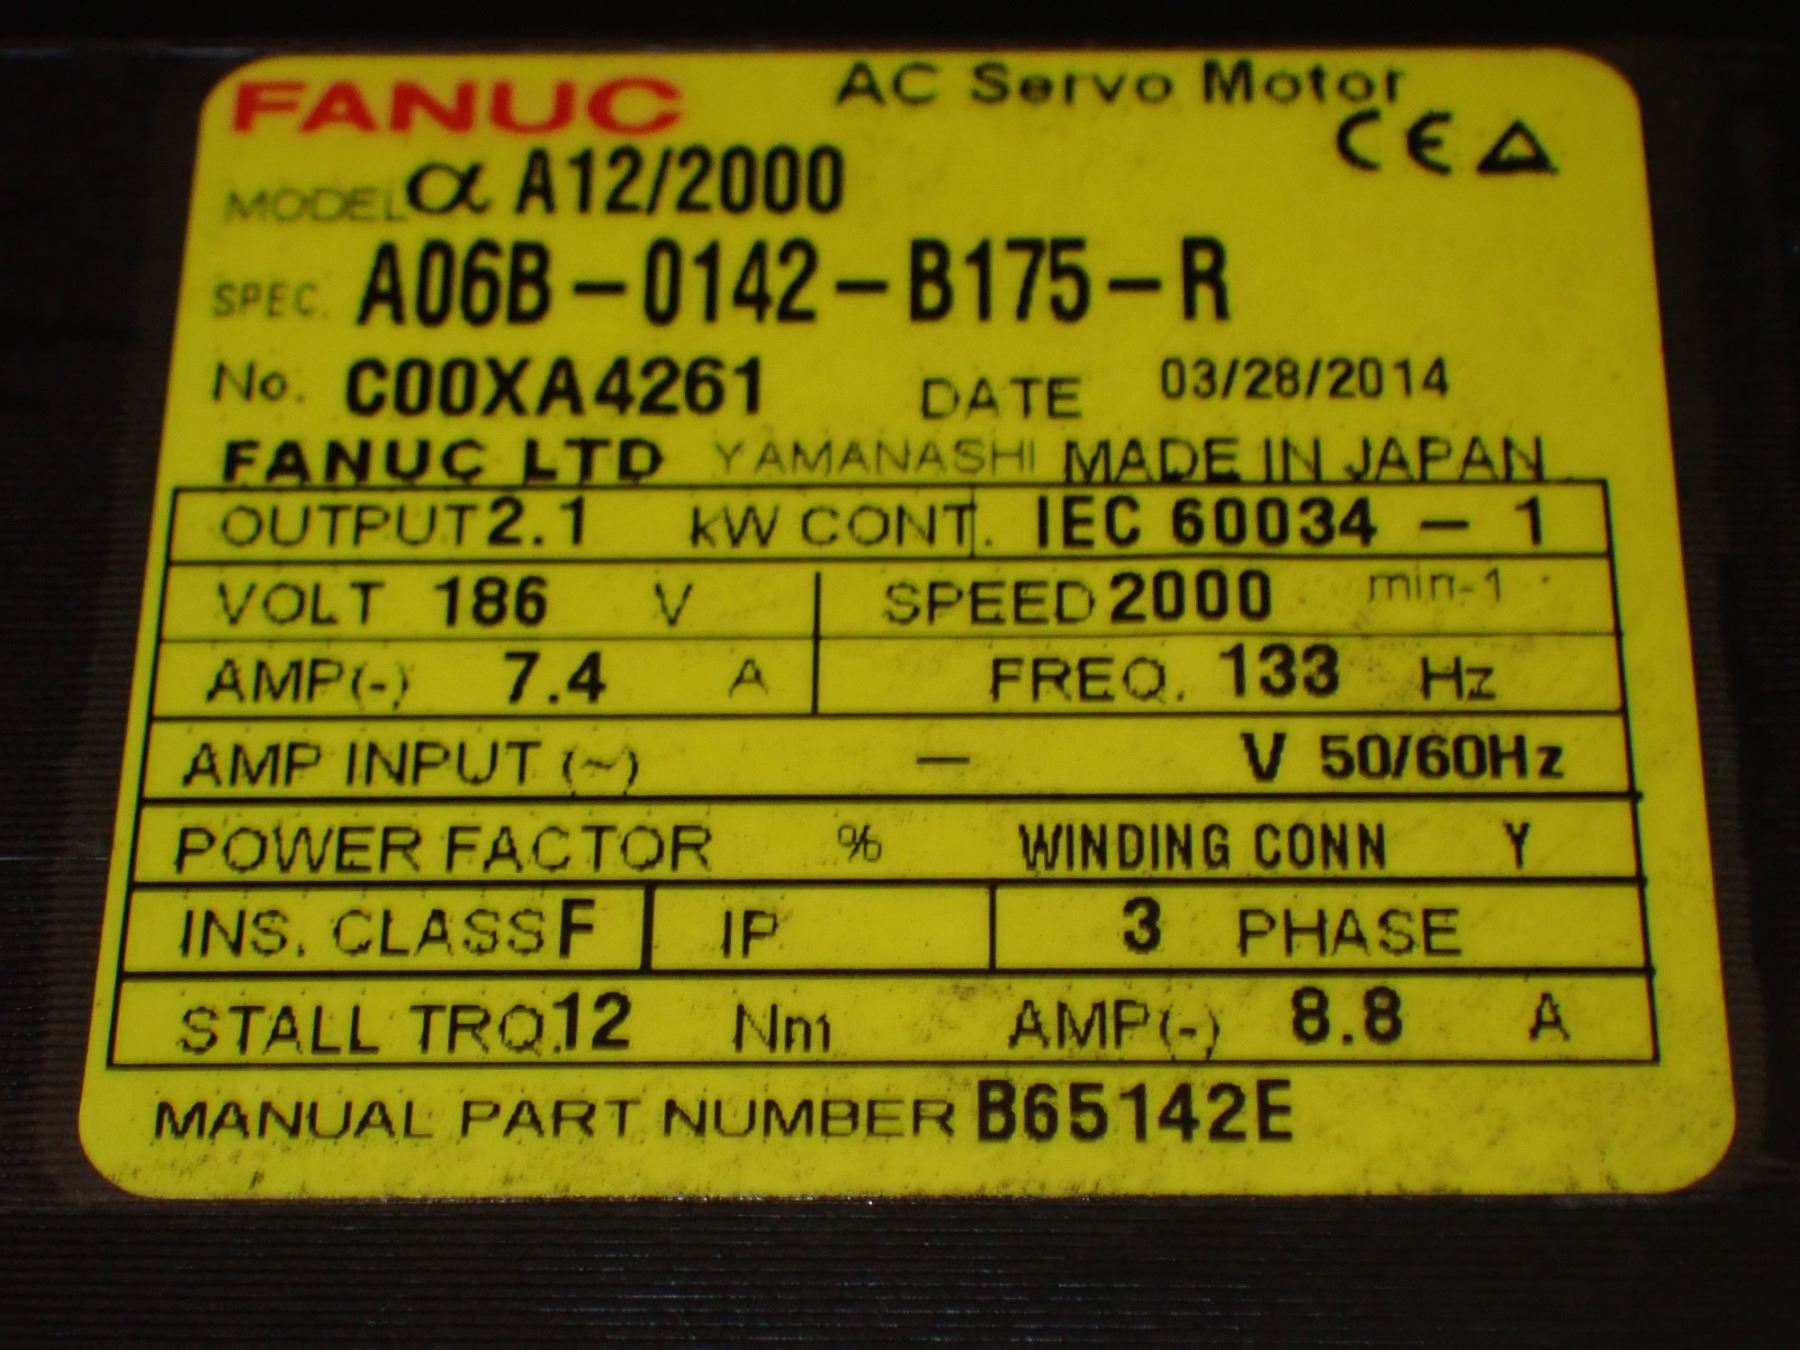 FANUC AC Servo Motor
CE
MODEL α A12/2000
SPEC. A06B-0142-B175-R
No. C00XA4261 DATE 03/28/2014
FANUC LTD YAMANASHI MADE IN JAPAN
OUTPUT 2.1 kW CONT. IEC 60034 - 1
VOLT 186 V SPEED 2000 min-1
AMP(-) 7.4 A FREQ. 133 Hz
AMP INPUT (~) — V 50/60Hz
POWER FACTOR % WINDING CONN Y
INS. CLASS F IP 3 PHASE
STALL TRQ. 12 Nm AMP(-) 8.8 A
MANUAL PART NUMBER B65142E